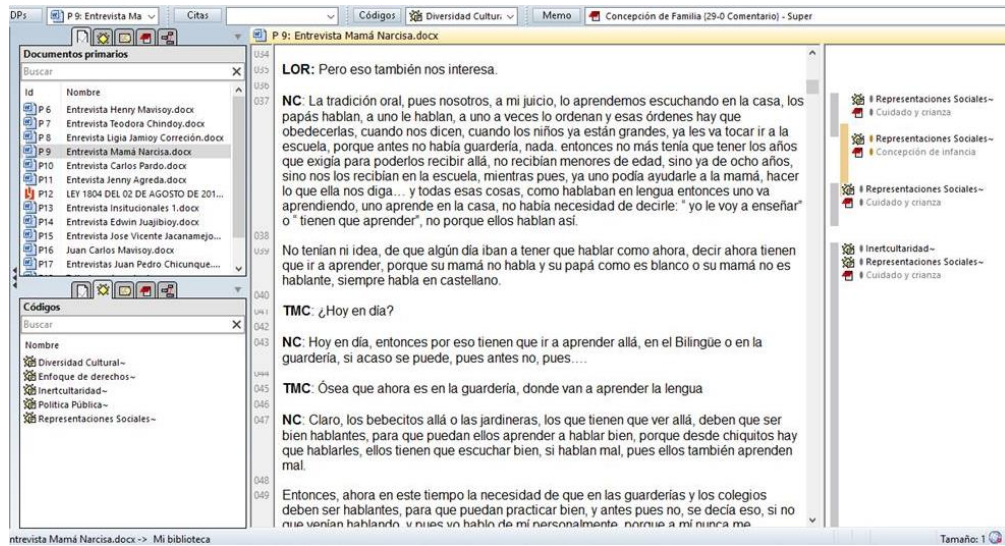 DPs P 9: Entrevista Ma Citas Códigos Diversidad Cultur: Memo Concepción de Familia {29-0 Comentario} - Super
Documentos primarios
Buscar
Id Nombre
P 6 Entrevista Henry Mavisoy.docx
P 7 Entrevista Teodora Chindoy.docx
P 8 Enrevista Ligia Jamioy Correción.docx
P 9 Entrevista Mamá Narcisa.docx
P10 Entrevista Carlos Pardo.docx
P11 Entevista Jenny Agreda.docx
P12 LEY 1804 DEL 02 DE AGOSTO DE 201...
P13 Entrevista Insitucionales 1.docx
P14 Entrevista Edwin Juajibioy.docx
P15 Entrevista Jose Vicente Jacanamejo...
P16 Juan Carlos Mavisoy.docx
P17 Entrevistas Juan Pedro Chicunque....
Códigos
Buscar
Nombre
Diversidad Cultural~
Enfoque de derechos~
Inertcultaridad~
Política Pública~
Representaciones Sociales~
P 9: Entrevista Mamá Narcisa.docx
034
035 LOR: Pero eso también nos interesa.
036
037 NC: La tradición oral, pues nosotros, a mi juicio, lo aprendemos escuchando en la casa, los
papás hablan, a uno le hablan, a uno a veces lo ordenan y esas órdenes hay que
obedecerlas, cuando nos dicen, cuando los niños ya están grandes, ya les va tocar ir a la
escuela, porque antes no había guardería, nada. entonces no más tenía que tener los años
que exigía para poderlos recibir allá, no recibían menores de edad, sino ya de ocho años,
sino nos los recibían en la escuela, mientras pues, ya uno podía ayudarle a la mamá, hacer
lo que ella nos diga… y todas esas cosas, como hablaban en lengua entonces uno va
aprendiendo, uno aprende en la casa, no había necesidad de decirle: " yo le voy a enseñar"
o " tienen que aprender", no porque ellos hablan así.
038
039 No tenían ni idea, de que algún día iban a tener que hablar como ahora, decir ahora tienen
que ir a aprender, porque su mamá no habla y su papá como es blanco o su mamá no es
hablante, siempre habla en castellano.
040
041 TMC: ¿Hoy en día?
042
043 NC: Hoy en día, entonces por eso tienen que ir a aprender allá, en el Bilingüe o en la
guardería, si acaso se puede, pues antes no, pues….
044
045 TMC: Ósea que ahora es en la guardería, donde van a aprender la lengua
046
047 NC: Claro, los bebecitos allá o las jardineras, los que tienen que ver allá, deben que ser
bien hablantes, para que puedan ellos aprender a hablar bien, porque desde chiquitos hay
que hablarles, ellos tienen que escuchar bien, si hablan mal, pues ellos también aprenden
mal.
048
049 Entonces, ahora en este tiempo la necesidad de que en las guarderías y los colegios
deben ser hablantes, para que puedan practicar bien, y antes pues no, se decía eso, si no
que venían hablando, y pues yo hablo de mí personalmente, porque a mí nunca me
Representaciones Sociales~
Cuidado y crianza
Representaciones Sociales~
Concepción de infancia
Representaciones Sociales~
Cuidado y crianza
Inertcultaridad~
Representaciones Sociales~
Cuidado y crianza
ntrevista Mamá Narcisa.docx -> Mi biblioteca Tamaño: 1